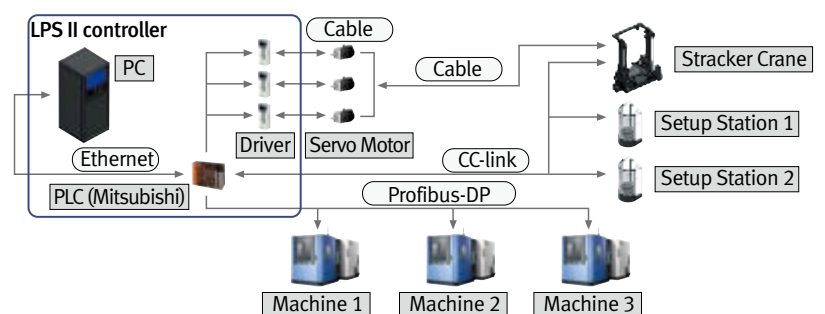 LPS II controller
PC
Cable
Cable
Stracker Crane
Driver
Servo Motor
Setup Station 1
Ethernet
CC-link
Setup Station 2
PLC (Mitsubishi)
Profibus-DP
Machine 1
Machine 2
Machine 3